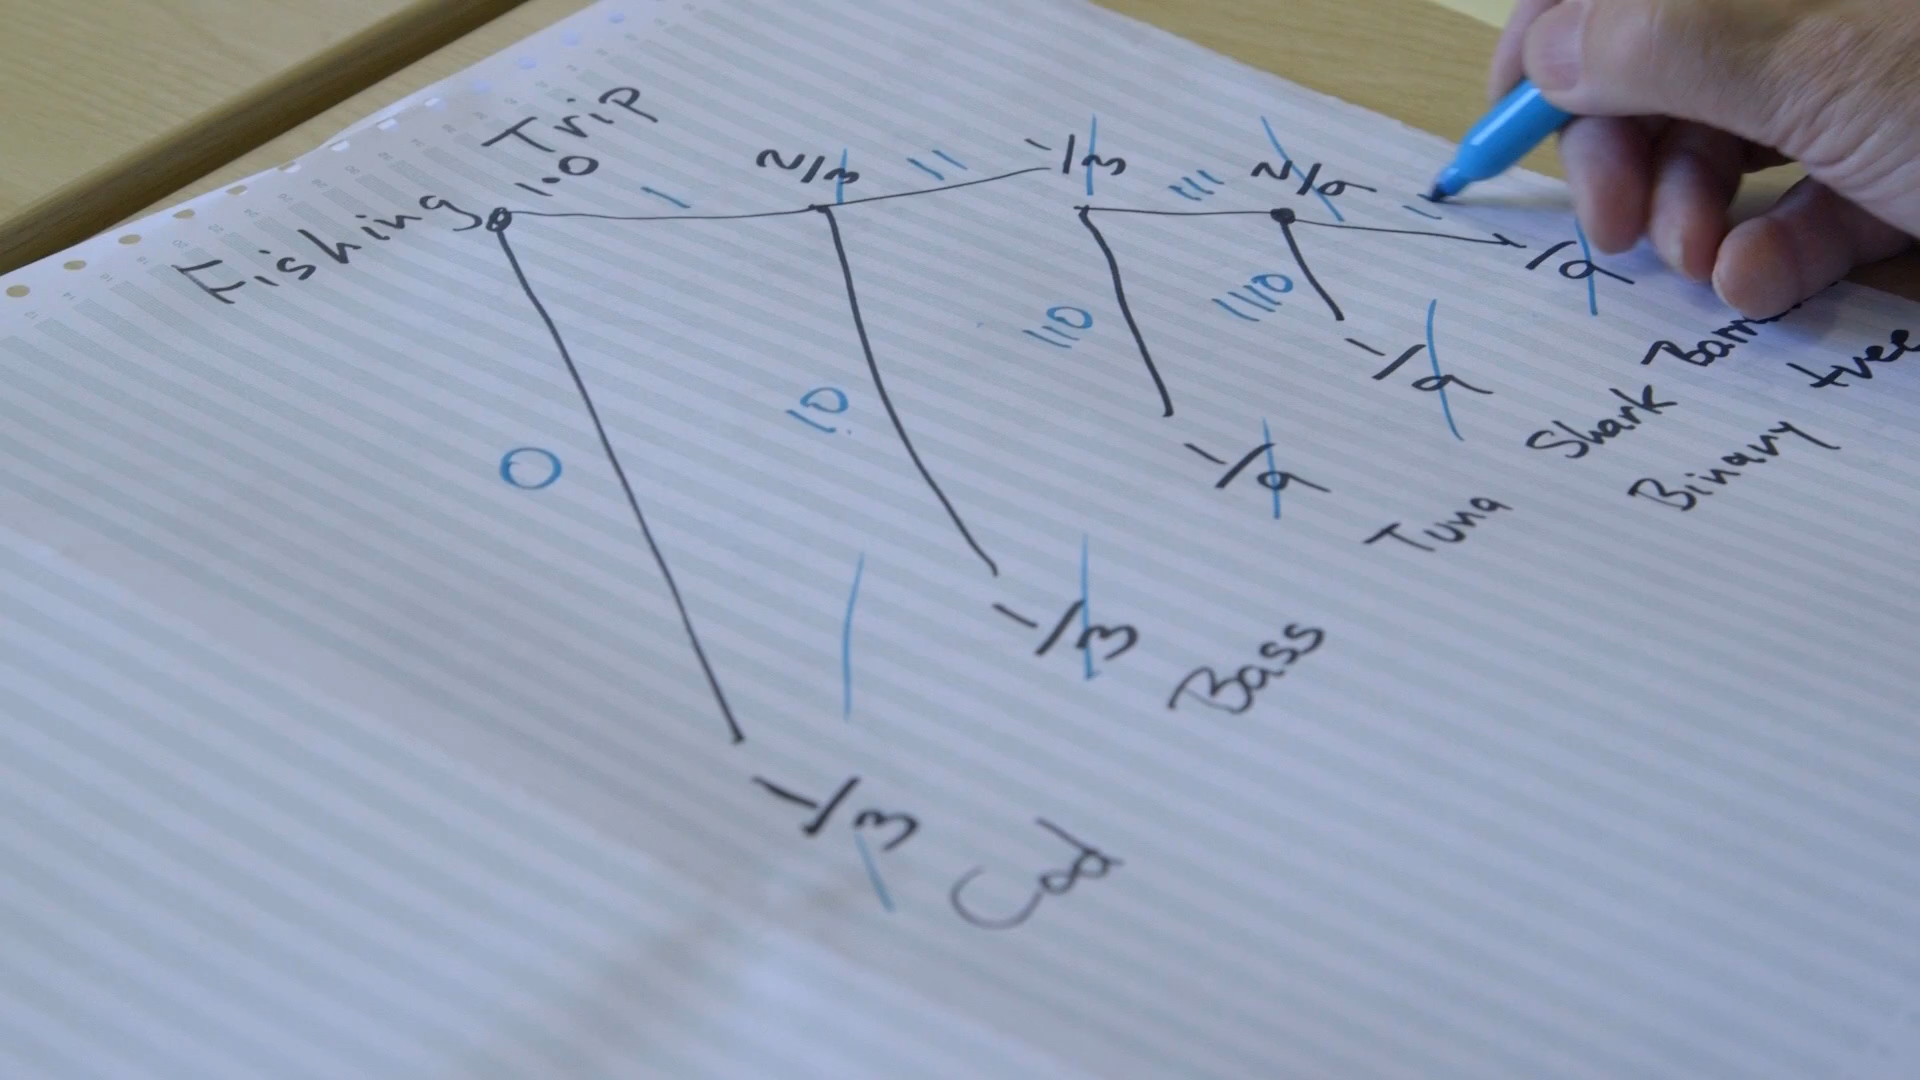 Fishing Trip
1.0
1
2/3
11
1/3
111
2/9
1
1/9
0
10
110
1110
1/9
1/9
1/3
1/3
Cod
Bass
Tuna
Shark
Binary tree